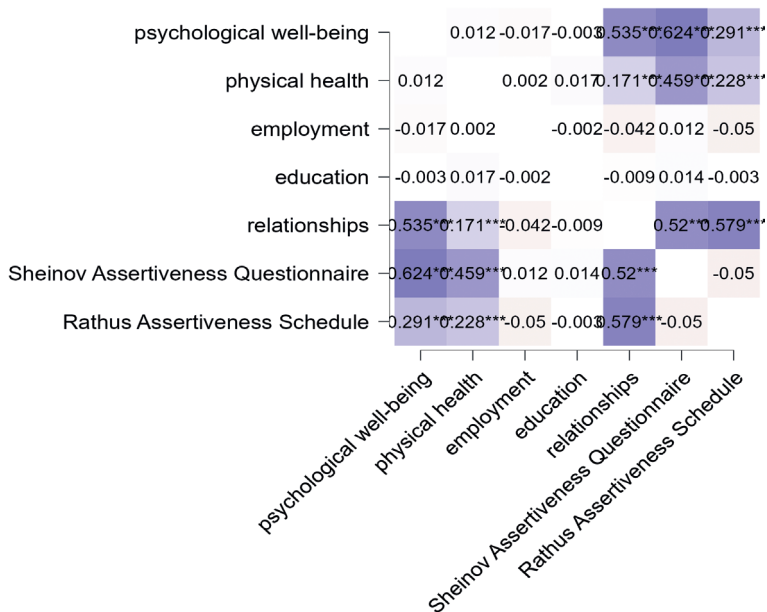 psychological well-being 0.012 -0.017 -0.003 0.535*** 0.624*** 0.291***
physical health 0.012 0.002 0.017 0.171*** 0.459*** 0.228***
employment -0.017 0.002 -0.002 -0.042 0.012 -0.05
education -0.003 0.017 -0.002 -0.009 0.014 -0.003
relationships 0.535*** 0.171*** -0.042 -0.009 0.52*** 0.579***
Sheinov Assertiveness Questionnaire 0.624*** 0.459*** 0.012 0.014 0.52*** -0.05
Rathus Assertiveness Schedule 0.291*** 0.228*** -0.05 -0.003 0.579*** -0.05
psychological well-being
physical health
employment
education
relationships
Sheinov Assertiveness Questionnaire
Rathus Assertiveness Schedule